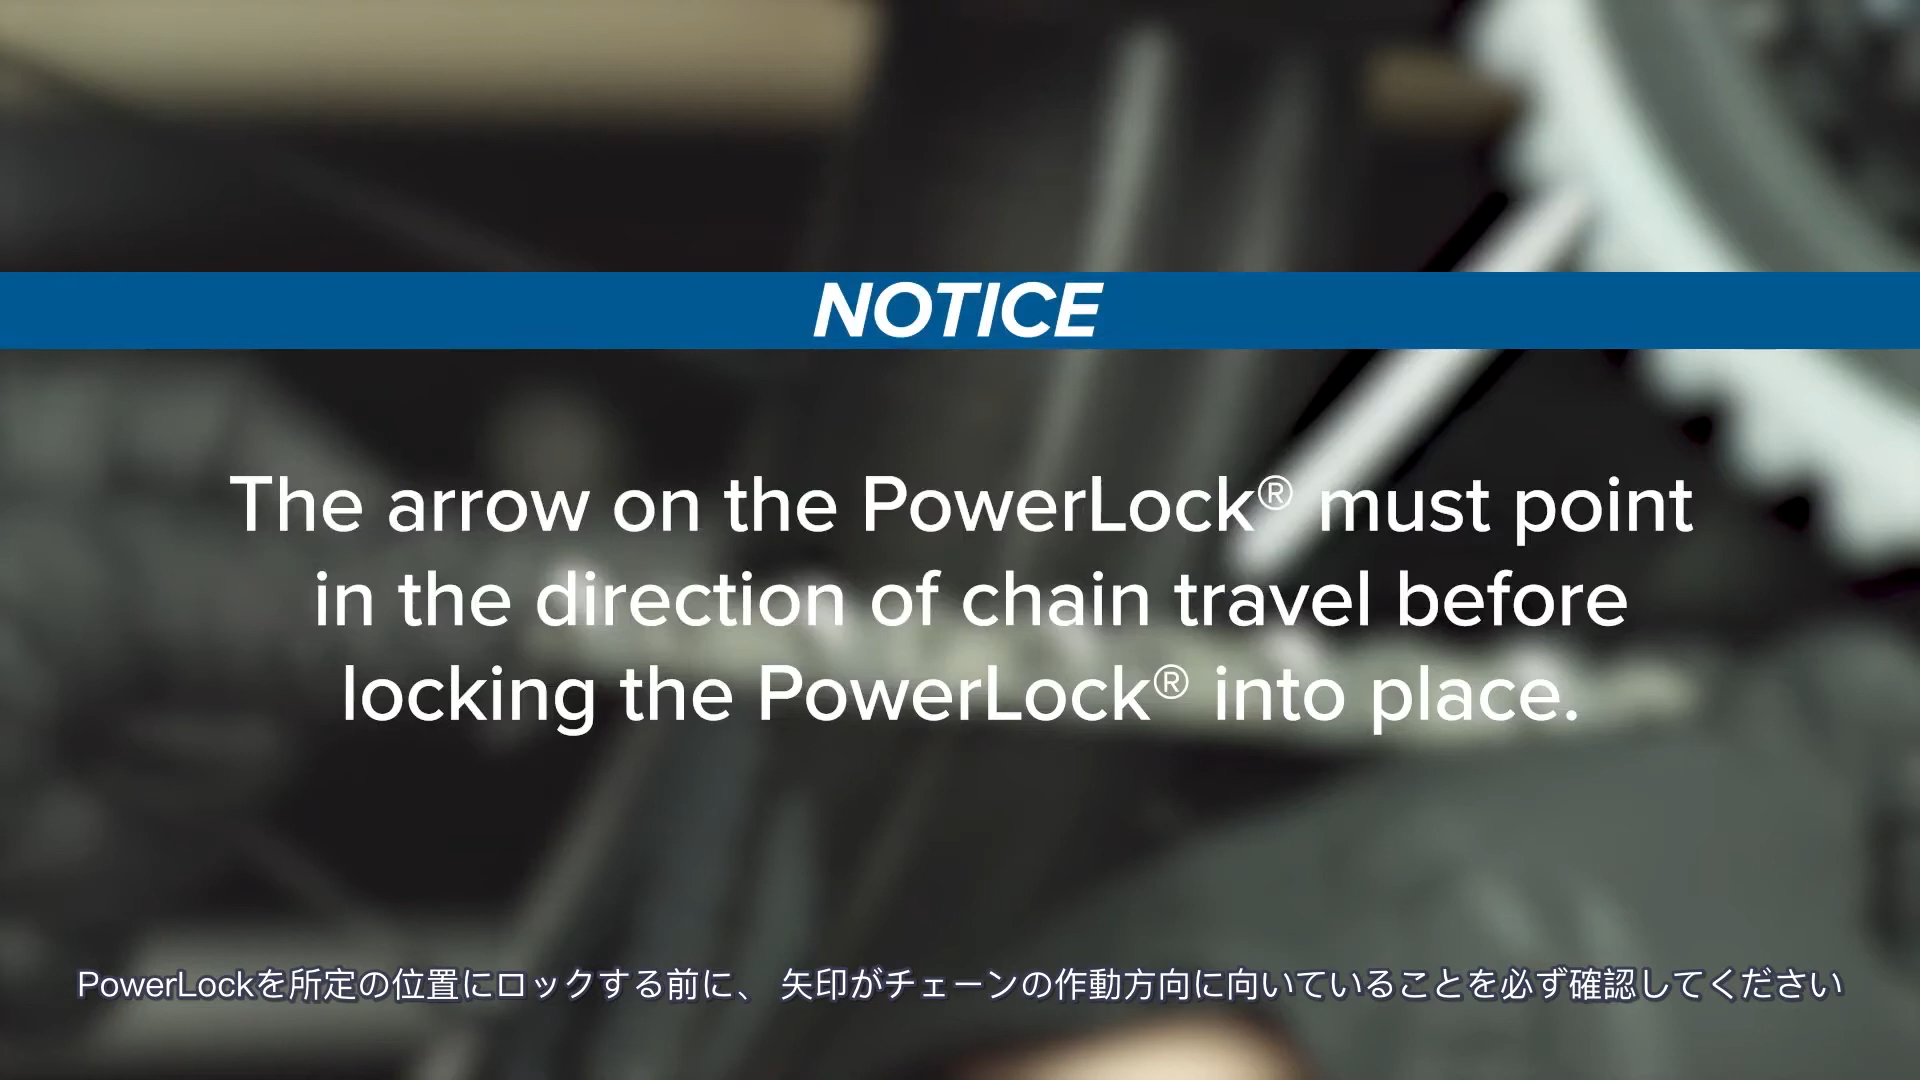 NOTICE
The arrow on the PowerLock® must point
in the direction of chain travel before
locking the PowerLock® into place.
PowerLockを所定の位置にロックする前に、 矢印がチェーンの作動方向に向いていることを必ず確認してください